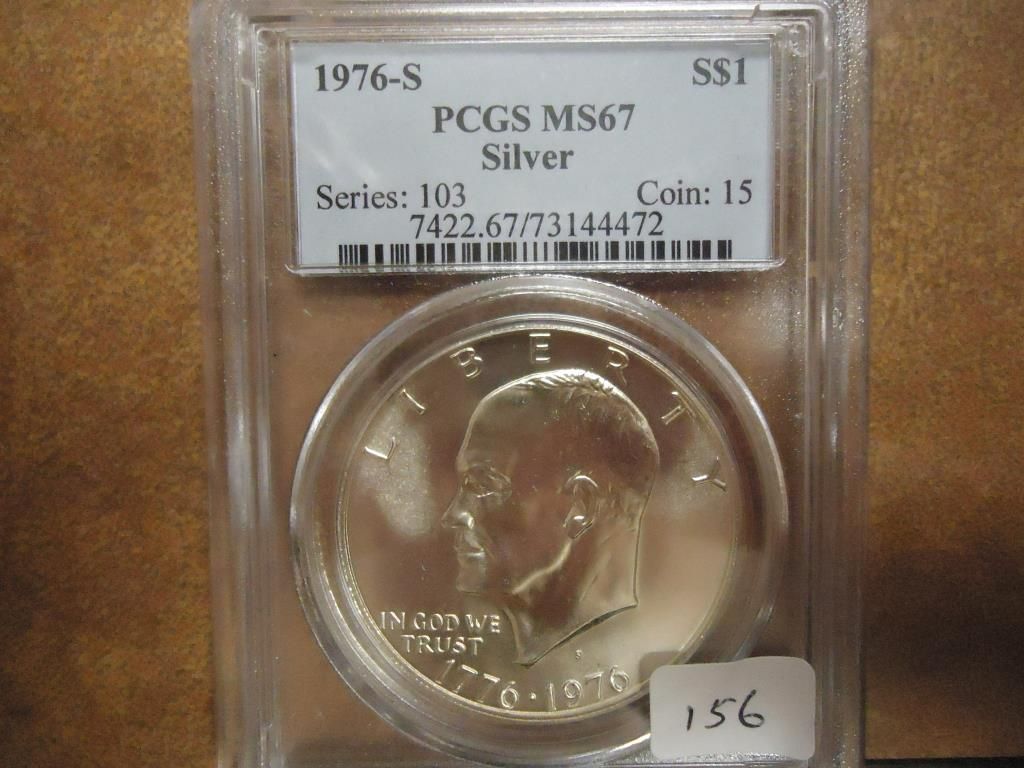 1976-S S$1
PCGS MS67
Silver
Series: 103 Coin: 15
7422.67/73144472
LIBERTY
IN GOD WE
TRUST
S
1776 · 1976
156